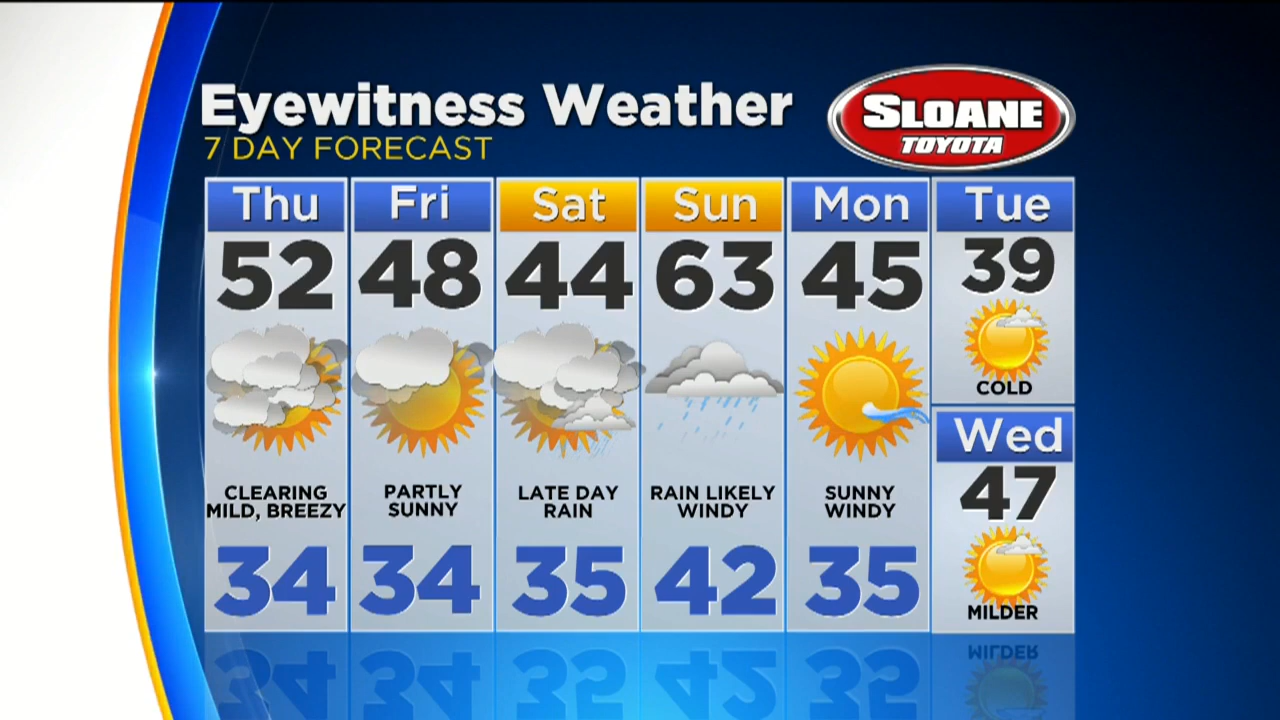 Eyewitness Weather
7 DAY FORECAST
SLOANE
TOYOTA
Thu
52
CLEARING
MILD, BREEZY
34
Fri
48
PARTLY
SUNNY
34
Sat
44
LATE DAY
RAIN
35
Sun
63
RAIN LIKELY
WINDY
42
Mon
45
SUNNY
WINDY
35
Tue
39
COLD
Wed
47
MILDER